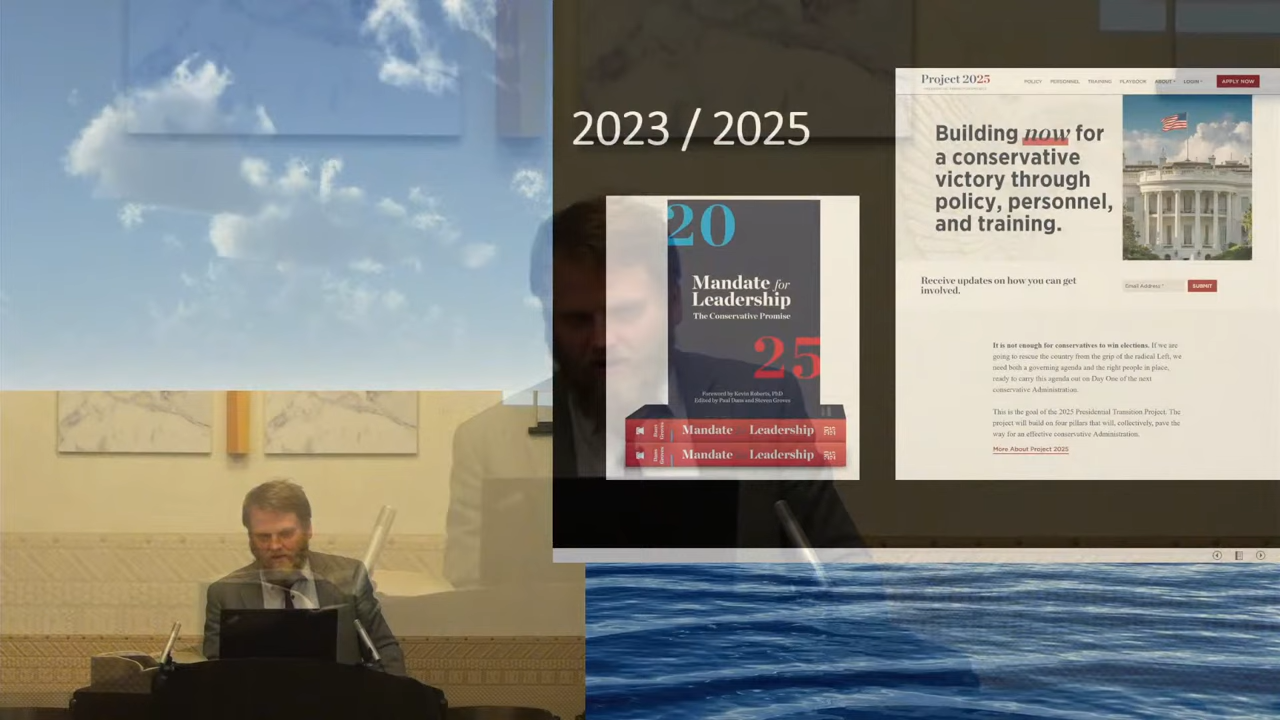 2023 / 2025
20
Mandate for
Leadership
The Conservative Promise
25
Foreword by Kevin Roberts, PhD
Edited by Paul Dans and Steven Groves
Mandate Leadership
Mandate Leadership
Project 2025
POLICY PERSONNEL TRAINING PLAYBOOK ABOUT LOGIN APPLY NOW
Building now for
a conservative
victory through
policy, personnel,
and training.
Receive updates on how you can get
involved.
Email Address * SUBMIT
It is not enough for conservatives to win elections. If we are
going to rescue the country from the grip of the radical Left, we
need both a governing agenda and the right people in place,
ready to carry this agenda out on Day One of the next
conservative Administration.
This is the goal of the 2025 Presidential Transition Project. The
project will build on four pillars that will, collectively, pave the
way for an effective conservative Administration.
More About Project 2025